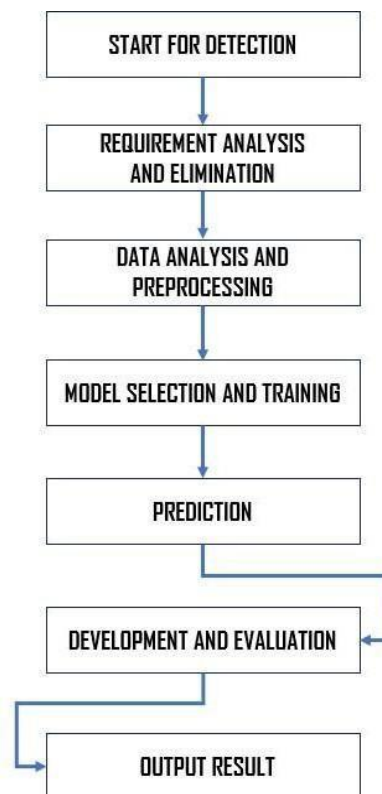 START FOR DETECTION
REQUIREMENT ANALYSIS
AND ELIMINATION
DATA ANALYSIS AND
PREPROCESSING
MODEL SELECTION AND TRAINING
PREDICTION
DEVELOPMENT AND EVALUATION
OUTPUT RESULT